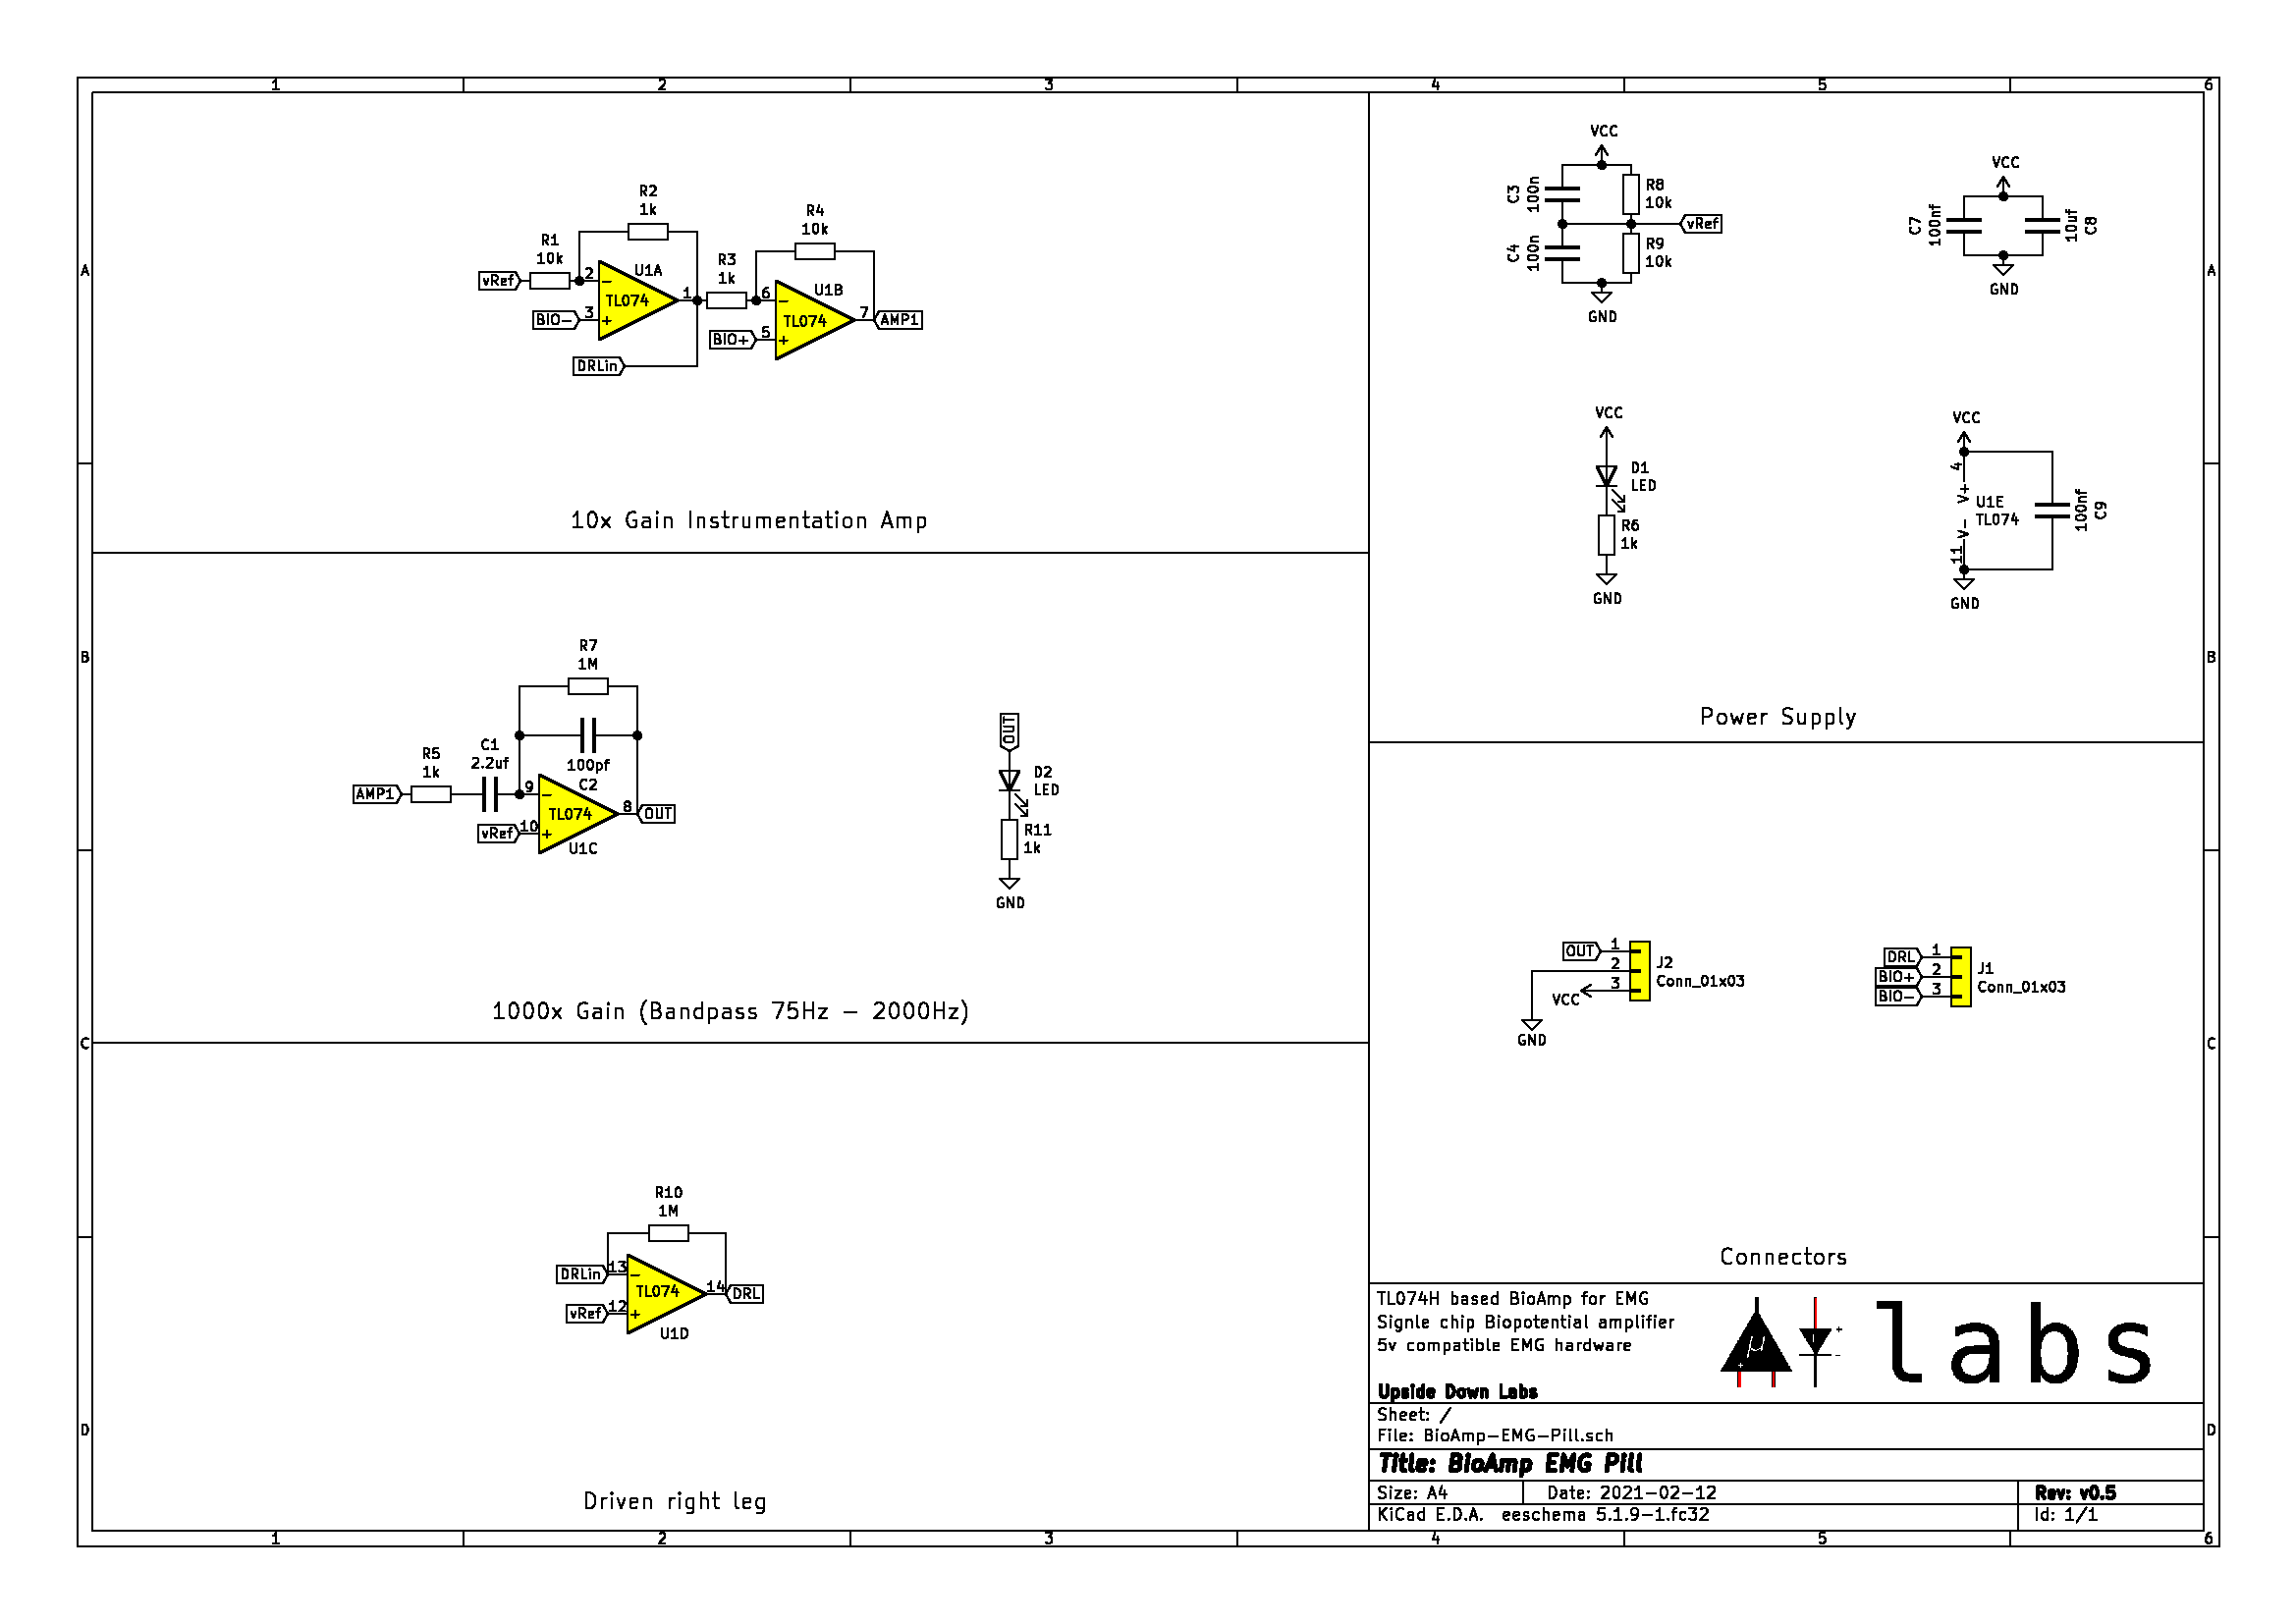 1 2 3 4 5 6
A
B
C
D
R2
1k
R4
10k
R1
10k
R3
1k
vRef
2
U1A
TL074
1
BIO−
3
−
+
6
U1B
TL074
7
AMP1
BIO+
5
−
+
DRLin
10x Gain Instrumentation Amp
R7
1M
100pf
C2
R5
1k
C1
2.2uf
AMP1
9
−
TL074
8
OUT
vRef
10
+
U1C
OUT
D2
LED
R11
1k
GND
1000x Gain (Bandpass 75Hz − 2000Hz)
R10
1M
DRLin
13
−
TL074
14
DRL
vRef
12
+
U1D
Driven right leg
VCC
C3
100n
R8
10k
vRef
C4
100n
R9
10k
GND
VCC
C7
100nf
10uf
C8
GND
VCC
D1
LED
R6
1k
GND
VCC
4
V+
U1E
TL074
V−
11
100nf
C9
GND
Power Supply
OUT
1
2
3
VCC
GND
J2
Conn_01x03
DRL
BIO+
BIO−
1
2
3
J1
Conn_01x03
Connectors
TL074H based BioAmp for EMG
Signle chip Biopotential amplifier
5v compatible EMG hardware
Upside Down Labs
labs
+
-
Sheet: /
File: BioAmp−EMG−Pill.sch
Title: BioAmp EMG Pill
Size: A4
Date: 2021−02−12
Rev: v0.5
KiCad E.D.A. eeschema 5.1.9−1.fc32
Id: 1/1
A
B
C
D
1 2 3 4 5 6